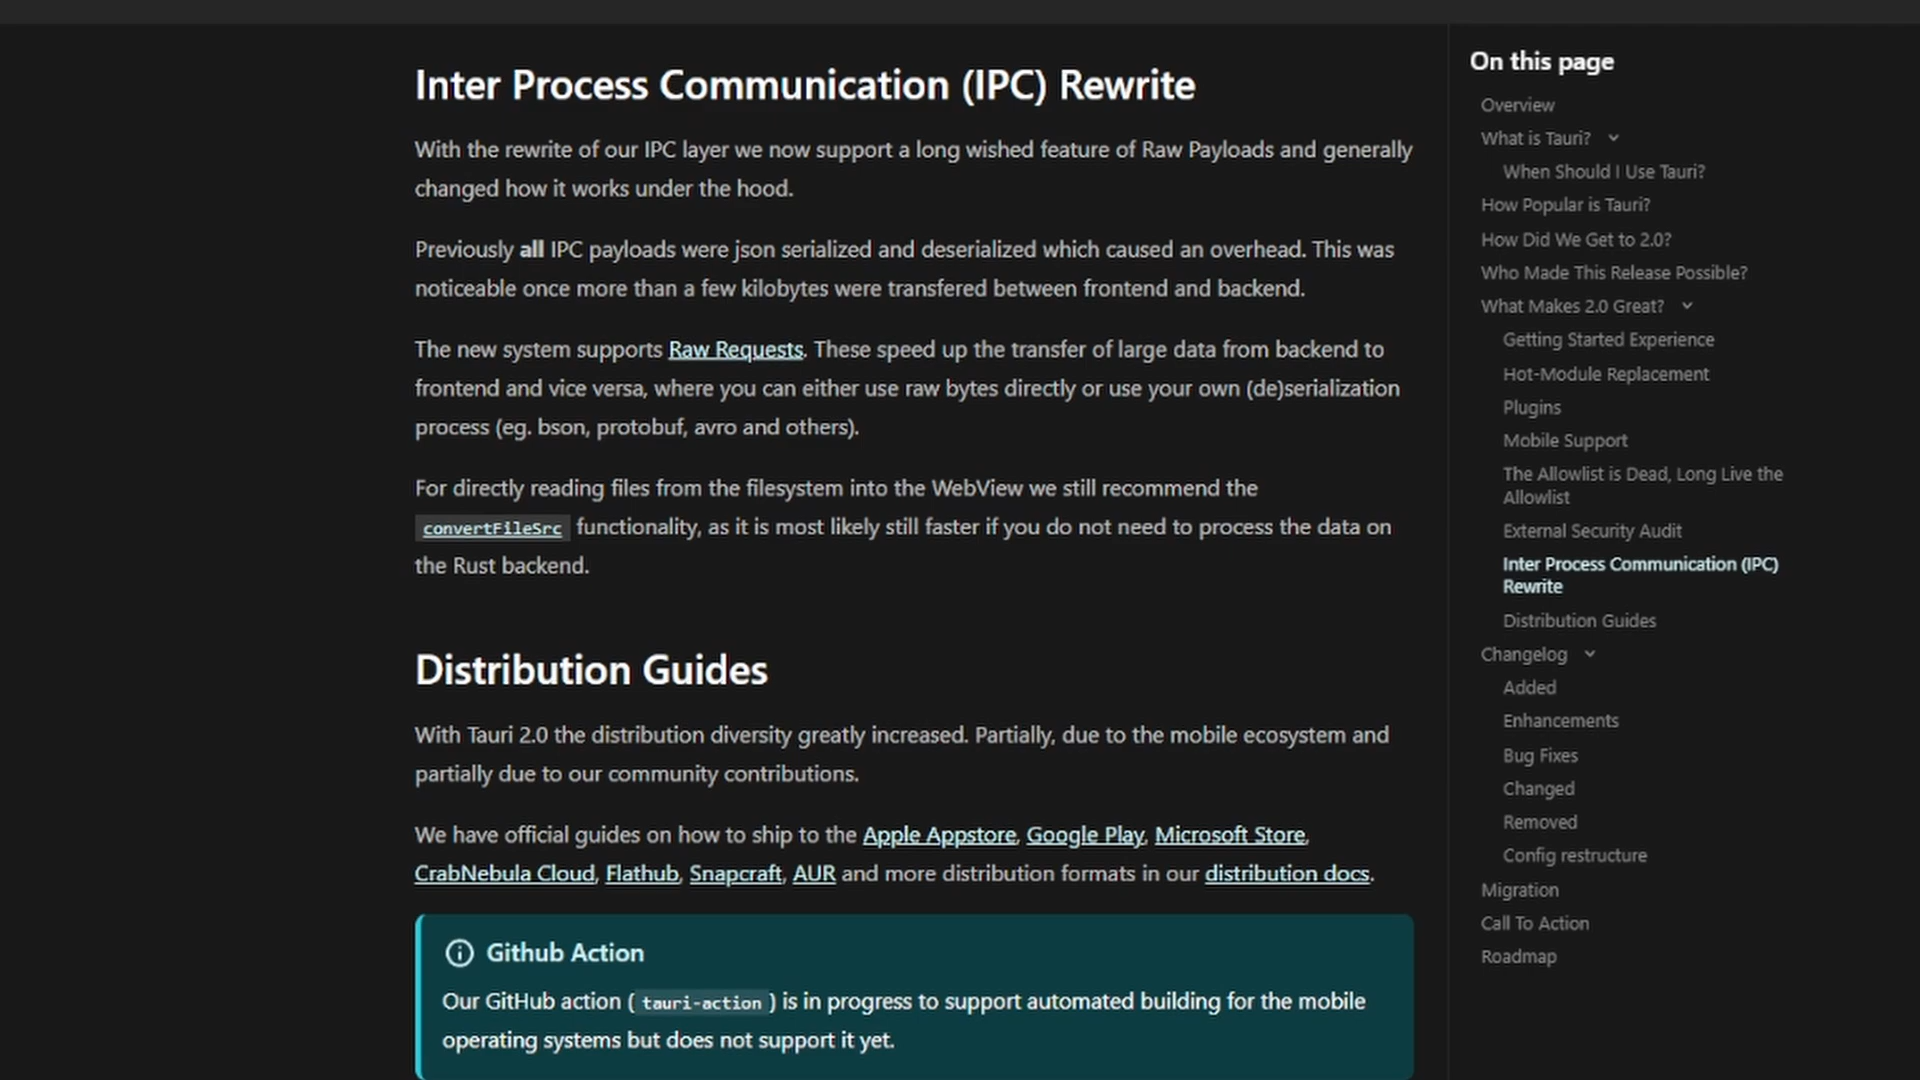 Inter Process Communication (IPC) Rewrite
With the rewrite of our IPC layer we now support a long wished feature of Raw Payloads and generally
changed how it works under the hood.
Previously all IPC payloads were json serialized and deserialized which caused an overhead. This was
noticeable once more than a few kilobytes were transfered between frontend and backend.
The new system supports Raw Requests. These speed up the transfer of large data from backend to
frontend and vice versa, where you can either use raw bytes directly or use your own (de)serialization
process (eg. bson, protobuf, avro and others).
For directly reading files from the filesystem into the WebView we still recommend the
convertFileSrc functionality, as it is most likely still faster if you do not need to process the data on
the Rust backend.
Distribution Guides
With Tauri 2.0 the distribution diversity greatly increased. Partially, due to the mobile ecosystem and
partially due to our community contributions.
We have official guides on how to ship to the Apple Appstore, Google Play, Microsoft Store,
CrabNebula Cloud, Flathub, Snapcraft, AUR and more distribution formats in our distribution docs.
Github Action
Our GitHub action ( tauri-action ) is in progress to support automated building for the mobile
operating systems but does not support it yet.
On this page
Overview
What is Tauri?
When Should I Use Tauri?
How Popular is Tauri?
How Did We Get to 2.0?
Who Made This Release Possible?
What Makes 2.0 Great?
Getting Started Experience
Hot-Module Replacement
Plugins
Mobile Support
The Allowlist is Dead, Long Live the
Allowlist
External Security Audit
Inter Process Communication (IPC)
Rewrite
Distribution Guides
Changelog
Added
Enhancements
Bug Fixes
Changed
Removed
Config restructure
Migration
Call To Action
Roadmap